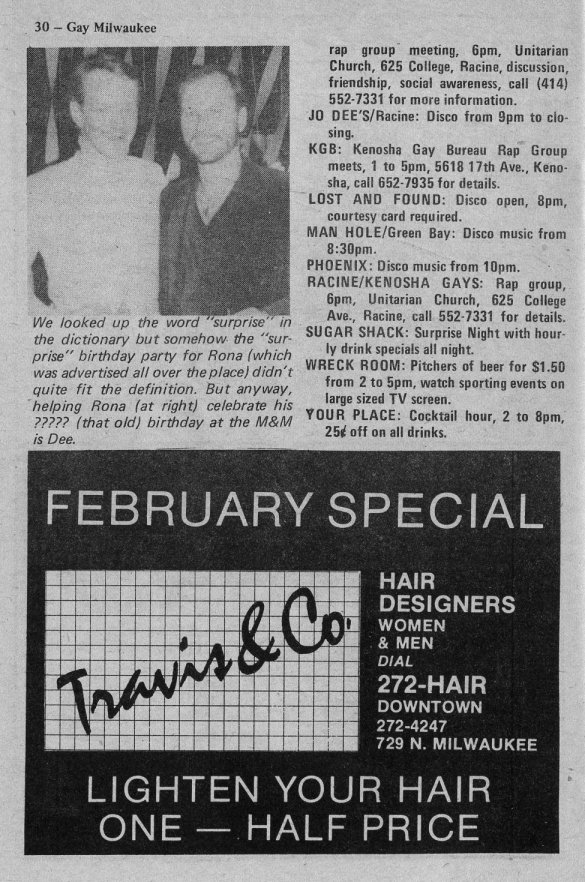 30 – Gay Milwaukee
We looked up the word "surprise" in
the dictionary but somehow the "sur-
prise" birthday party for Rona (which
was advertised all over the place) didn't
quite fit the definition. But anyway,
helping Rona (at right) celebrate his
????? (that old) birthday at the M&M
is Dee.
rap group meeting, 6pm, Unitarian
Church, 625 College, Racine, discussion,
friendship, social awareness, call (414)
552-7331 for more information.
JO DEE'S/Racine: Disco from 9pm to clo-
sing.
KGB: Kenosha Gay Bureau Rap Group
meets, 1 to 5pm, 5618 17th Ave., Keno-
sha, call 652-7935 for details.
LOST AND FOUND: Disco open, 8pm,
courtesy card required.
MAN HOLE/Green Bay: Disco music from
8:30pm.
PHOENIX: Disco music from 10pm.
RACINE/KENOSHA GAYS: Rap group,
6pm, Unitarian Church, 625 College
Ave., Racine, call 552-7331 for details.
SUGAR SHACK: Surprise Night with hour-
ly drink specials all night.
WRECK ROOM: Pitchers of beer for $1.50
from 2 to 5pm, watch sporting events on
large sized TV screen.
YOUR PLACE: Cocktail hour, 2 to 8pm,
25¢ off on all drinks.
FEBRUARY SPECIAL
Travis & Co.
HAIR
DESIGNERS
WOMEN
& MEN
DIAL
272-HAIR
DOWNTOWN
272-4247
729 N. MILWAUKEE
LIGHTEN YOUR HAIR
ONE — HALF PRICE